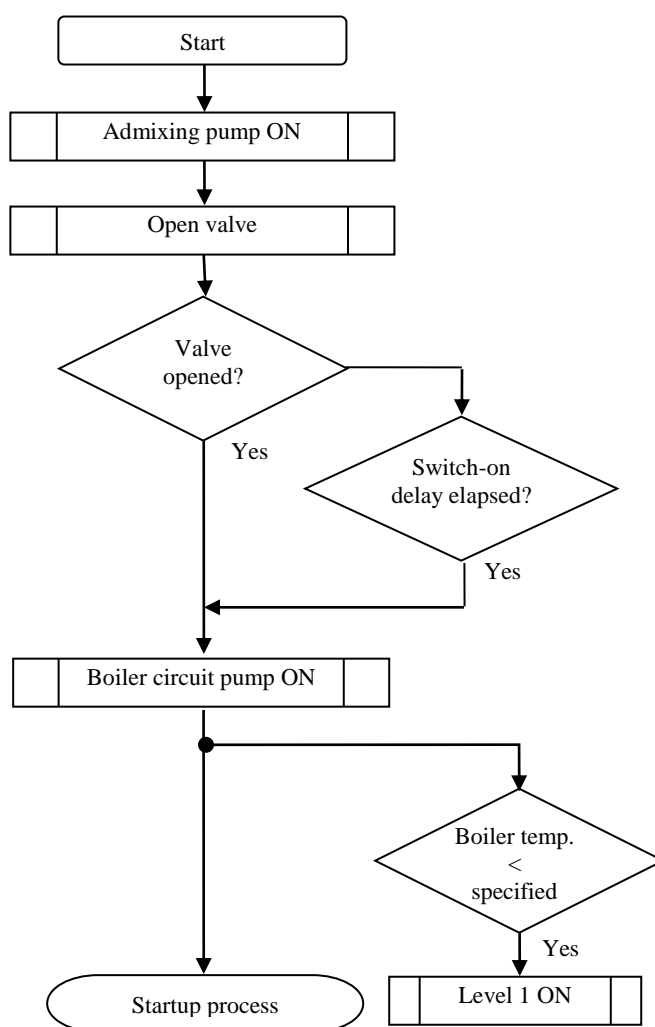 Start
Admixing pump ON
Open valve
Valve
opened?
Yes
Switch-on
delay elapsed?
Yes
Boiler circuit pump ON
Boiler temp.
<
specified
Yes
Startup process
Level 1 ON